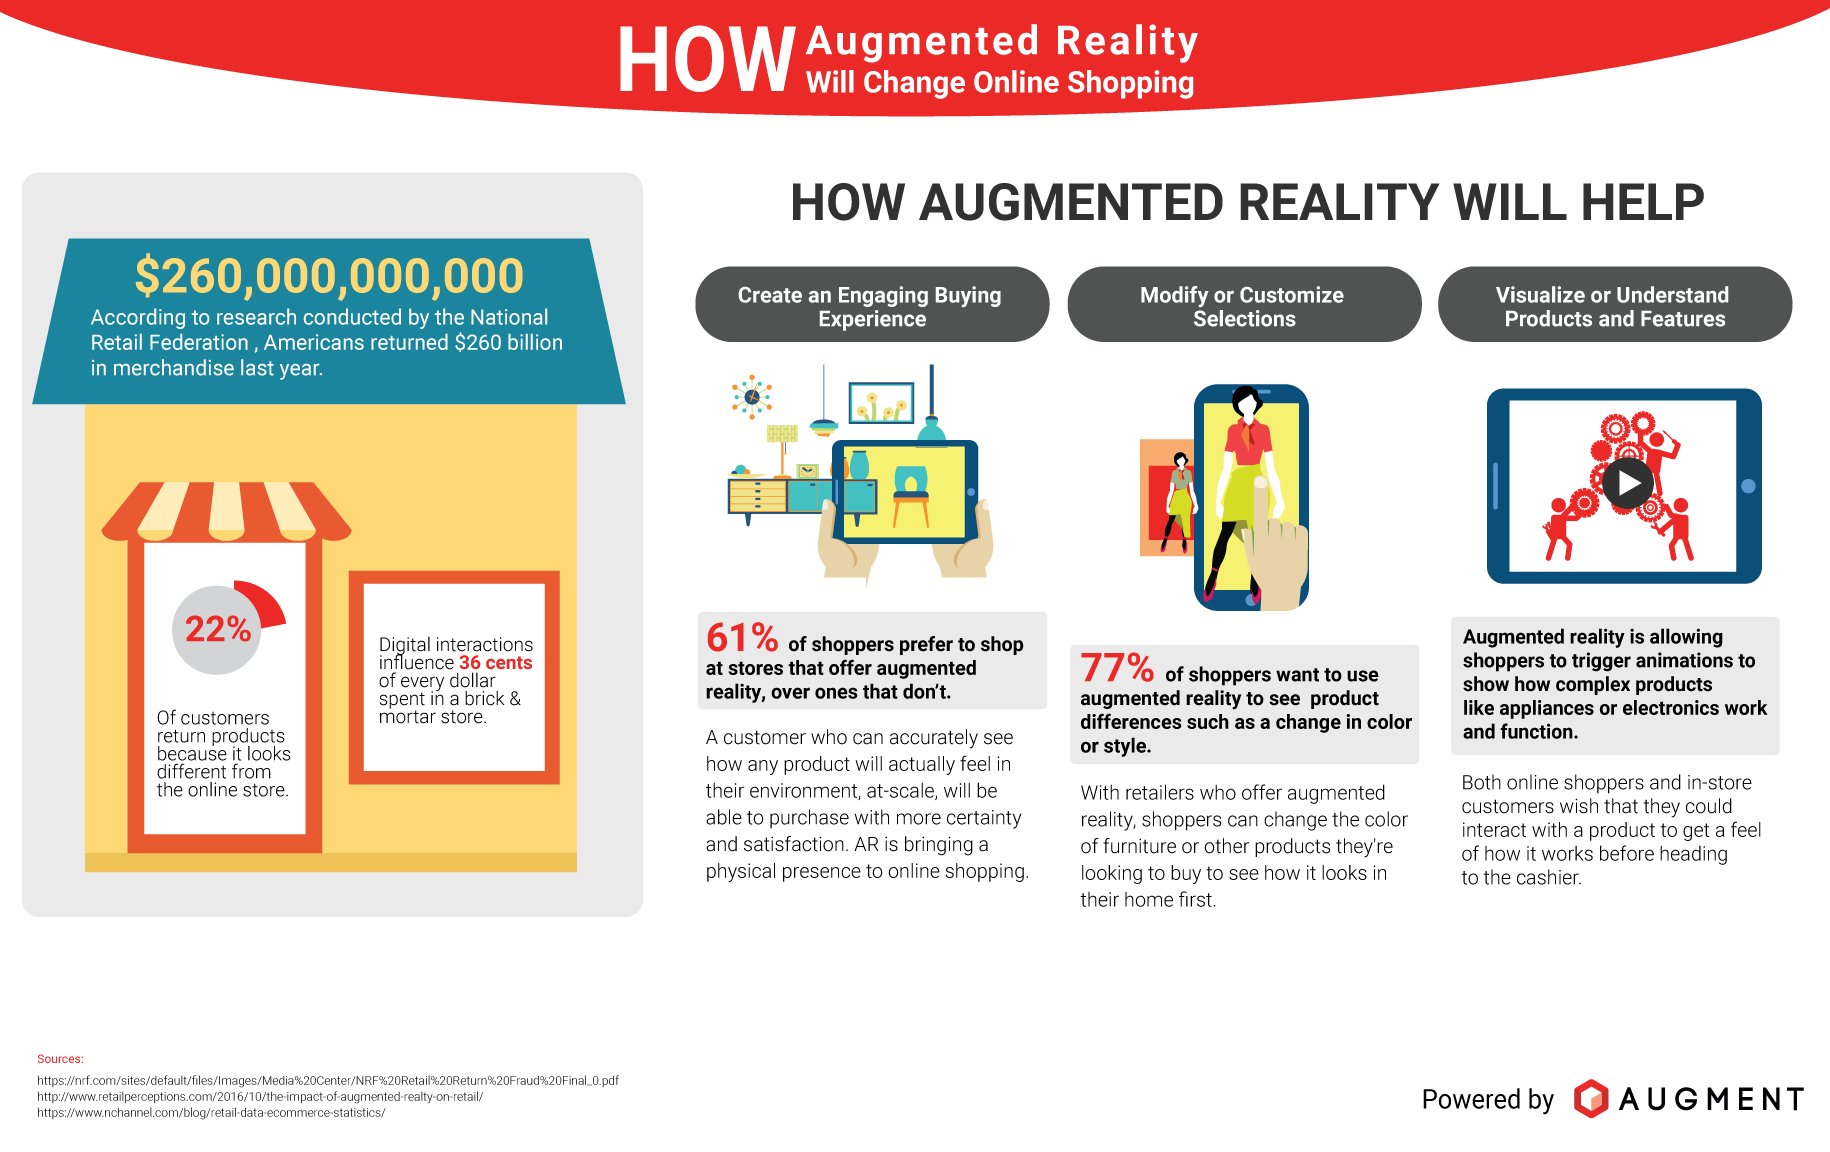 HOW Augmented Reality
Will Change Online Shopping
$260,000,000,000
According to research conducted by the National
Retail Federation , Americans returned $260 billion
in merchandise last year.
22%
Of customers
return products
because it looks
different from
the online store.
Digital interactions
influence 36 cents
of every dollar
spent in a brick &
mortar store.
HOW AUGMENTED REALITY WILL HELP
Create an Engaging Buying
Experience
61% of shoppers prefer to shop
at stores that offer augmented
reality, over ones that don't.
A customer who can accurately see
how any product will actually feel in
their environment, at-scale, will be
able to purchase with more certainty
and satisfaction. AR is bringing a
physical presence to online shopping.
Modify or Customize
Selections
77% of shoppers want to use
augmented reality to see product
differences such as a change in color
or style.
With retailers who offer augmented
reality, shoppers can change the color
of furniture or other products they're
looking to buy to see how it looks in
their home first.
Visualize or Understand
Products and Features
Augmented reality is allowing
shoppers to trigger animations to
show how complex products
like appliances or electronics work
and function.
Both online shoppers and in-store
customers wish that they could
interact with a product to get a feel
of how it works before heading
to the cashier.
Sources:
https://nrf.com/sites/default/files/Images/Media%20Center/NRF%20Retail%20Return%20Fraud%20Final_0.pdf
http://www.retailperceptions.com/2016/10/the-impact-of-augmented-realty-on-retail/
https://www.nchannel.com/blog/retail-data-ecommerce-statistics/
Powered by AUGMENT